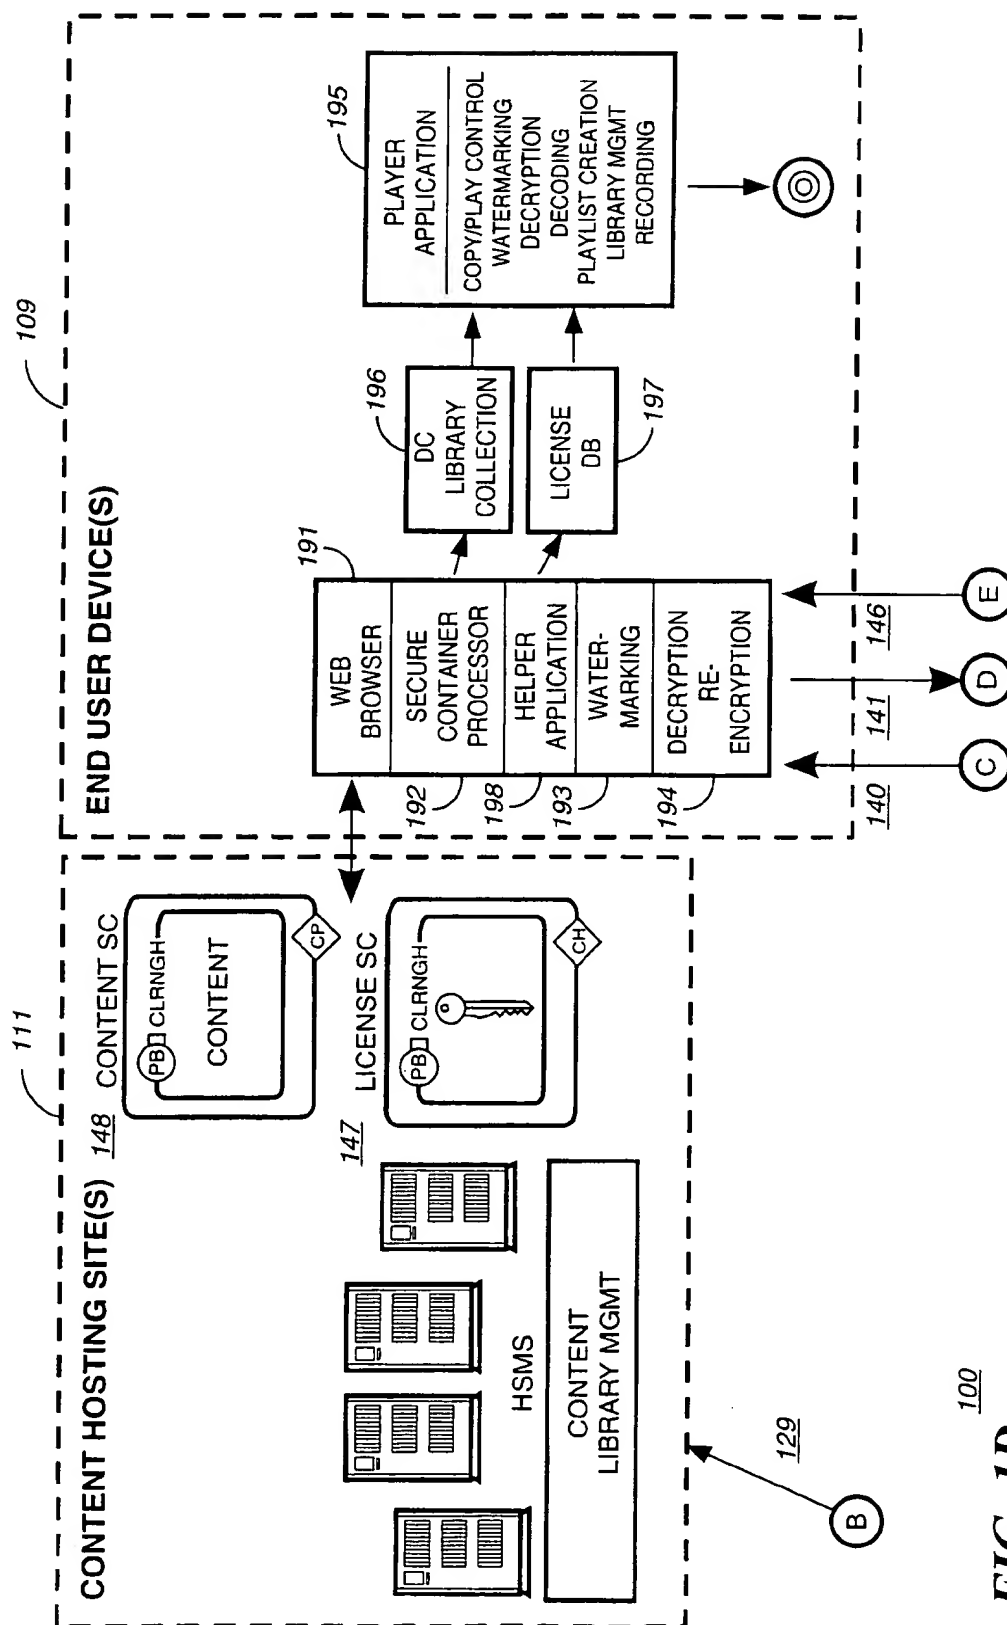 111
CONTENT HOSTING SITE(S)
148
CONTENT SC
PB
CLRNGH
CONTENT
CP
147
LICENSE SC
PB
CLRNGH
CH
HSMS
CONTENT
LIBRARY MGMT
129
B
109
END USER DEVICE(S)
191
WEB
BROWSER
SECURE
CONTAINER
PROCESSOR
HELPER
APPLICATION
WATER-
MARKING
DECRYPTION
RE-
ENCRYPTION
192
198
193
194
196
DC
LIBRARY
COLLECTION
LICENSE
DB
197
195
PLAYER
APPLICATION
COPY/PLAY CONTROL
WATERMARKING
DECRYPTION
DECODING
PLAYLIST CREATION
LIBRARY MGMT
RECORDING
140
141
146
C
D
E
100
FIG. 1D